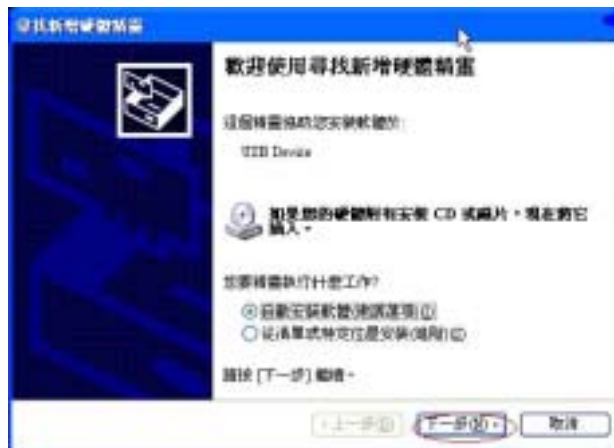 尋找新增硬體精靈
歡迎使用尋找新增硬體精靈
這個精靈協助您安裝軟體於:
USB Device
如果您的硬體附有安裝 CD 或磁片,現在將它
插入。
您要精靈執行什麼工作?
自動安裝軟體(建議選項)(I)
從清單或特定位置安裝(進階)(S)
請按 [下一步] 繼續。
< 上一步(B)
下一步(N) >
取消